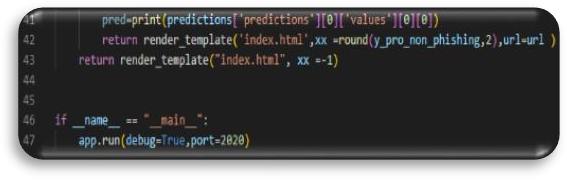 41 pred=print(predictions['predictions'][0]['values'][0][0])
42 return render_template('index.html',xx =round(y_pro_non_phishing,2),url=url )
43 return render_template("index.html", xx =-1)
44
45
46 if __name__ == "__main__":
47 app.run(debug=True,port=2020)